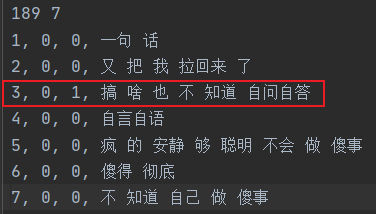 189 7
1, 0, 0, 一句 话
2, 0, 0, 又 把 我 拉回来 了
3, 0, 1, 搞 啥 也 不 知道 自问自答
4, 0, 0, 自言自语
5, 0, 0, 疯 的 安静 够 聪明 不会 做 傻事
6, 0, 0, 傻得 彻底
7, 0, 0, 不 知道 自己 做 傻事